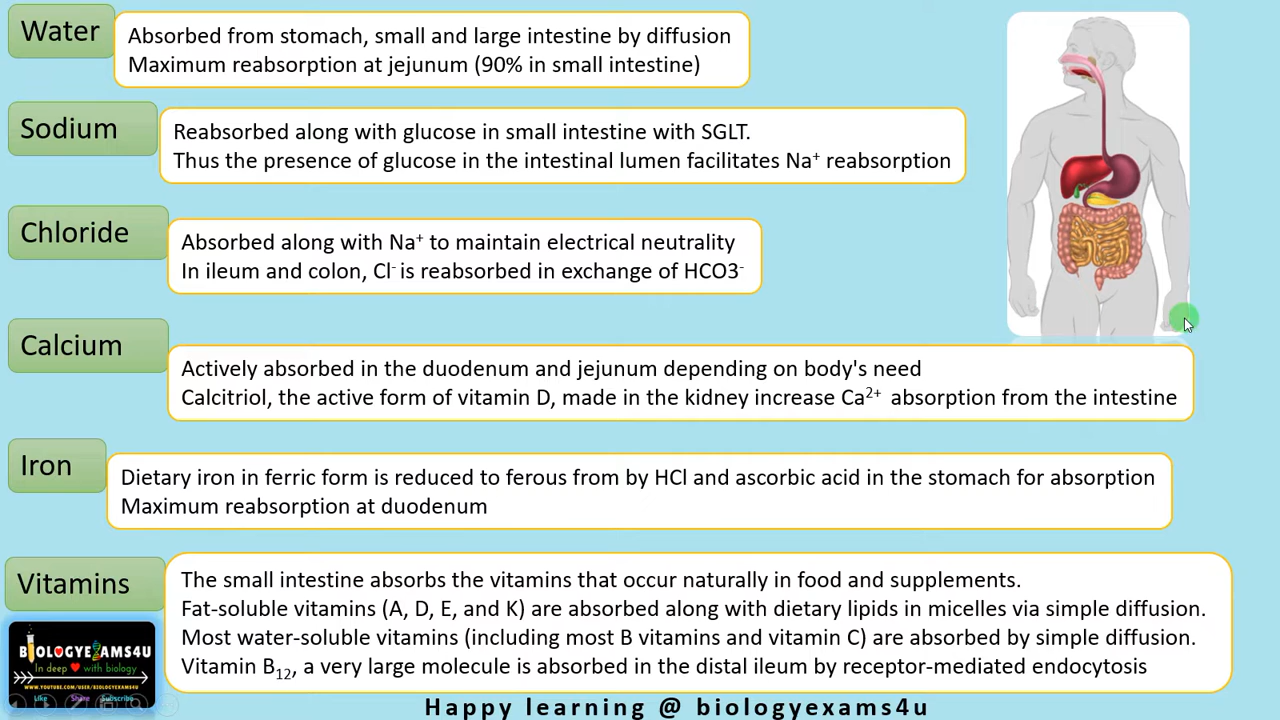 Water
Absorbed from stomach, small and large intestine by diffusion
Maximum reabsorption at jejunum (90% in small intestine)
Sodium
Reabsorbed along with glucose in small intestine with SGLT.
Thus the presence of glucose in the intestinal lumen facilitates Na⁺ reabsorption
Chloride
Absorbed along with Na⁺ to maintain electrical neutrality
In ileum and colon, Cl⁻ is reabsorbed in exchange of HCO3⁻
Calcium
Actively absorbed in the duodenum and jejunum depending on body's need
Calcitriol, the active form of vitamin D, made in the kidney increase Ca²⁺ absorption from the intestine
Iron
Dietary iron in ferric form is reduced to ferous from by HCl and ascorbic acid in the stomach for absorption
Maximum reabsorption at duodenum
Vitamins
The small intestine absorbs the vitamins that occur naturally in food and supplements.
Fat-soluble vitamins (A, D, E, and K) are absorbed along with dietary lipids in micelles via simple diffusion.
Most water-soluble vitamins (including most B vitamins and vitamin C) are absorbed by simple diffusion.
Vitamin B₁₂, a very large molecule is absorbed in the distal ileum by receptor-mediated endocytosis
BIOLOGYEXAMS4U
In deep with biology
WWW.YOUTUBE.COM/USER/BIOLOGYEXAMS4U
Like Share Subscribe
Happy learning @ biologyexams4u